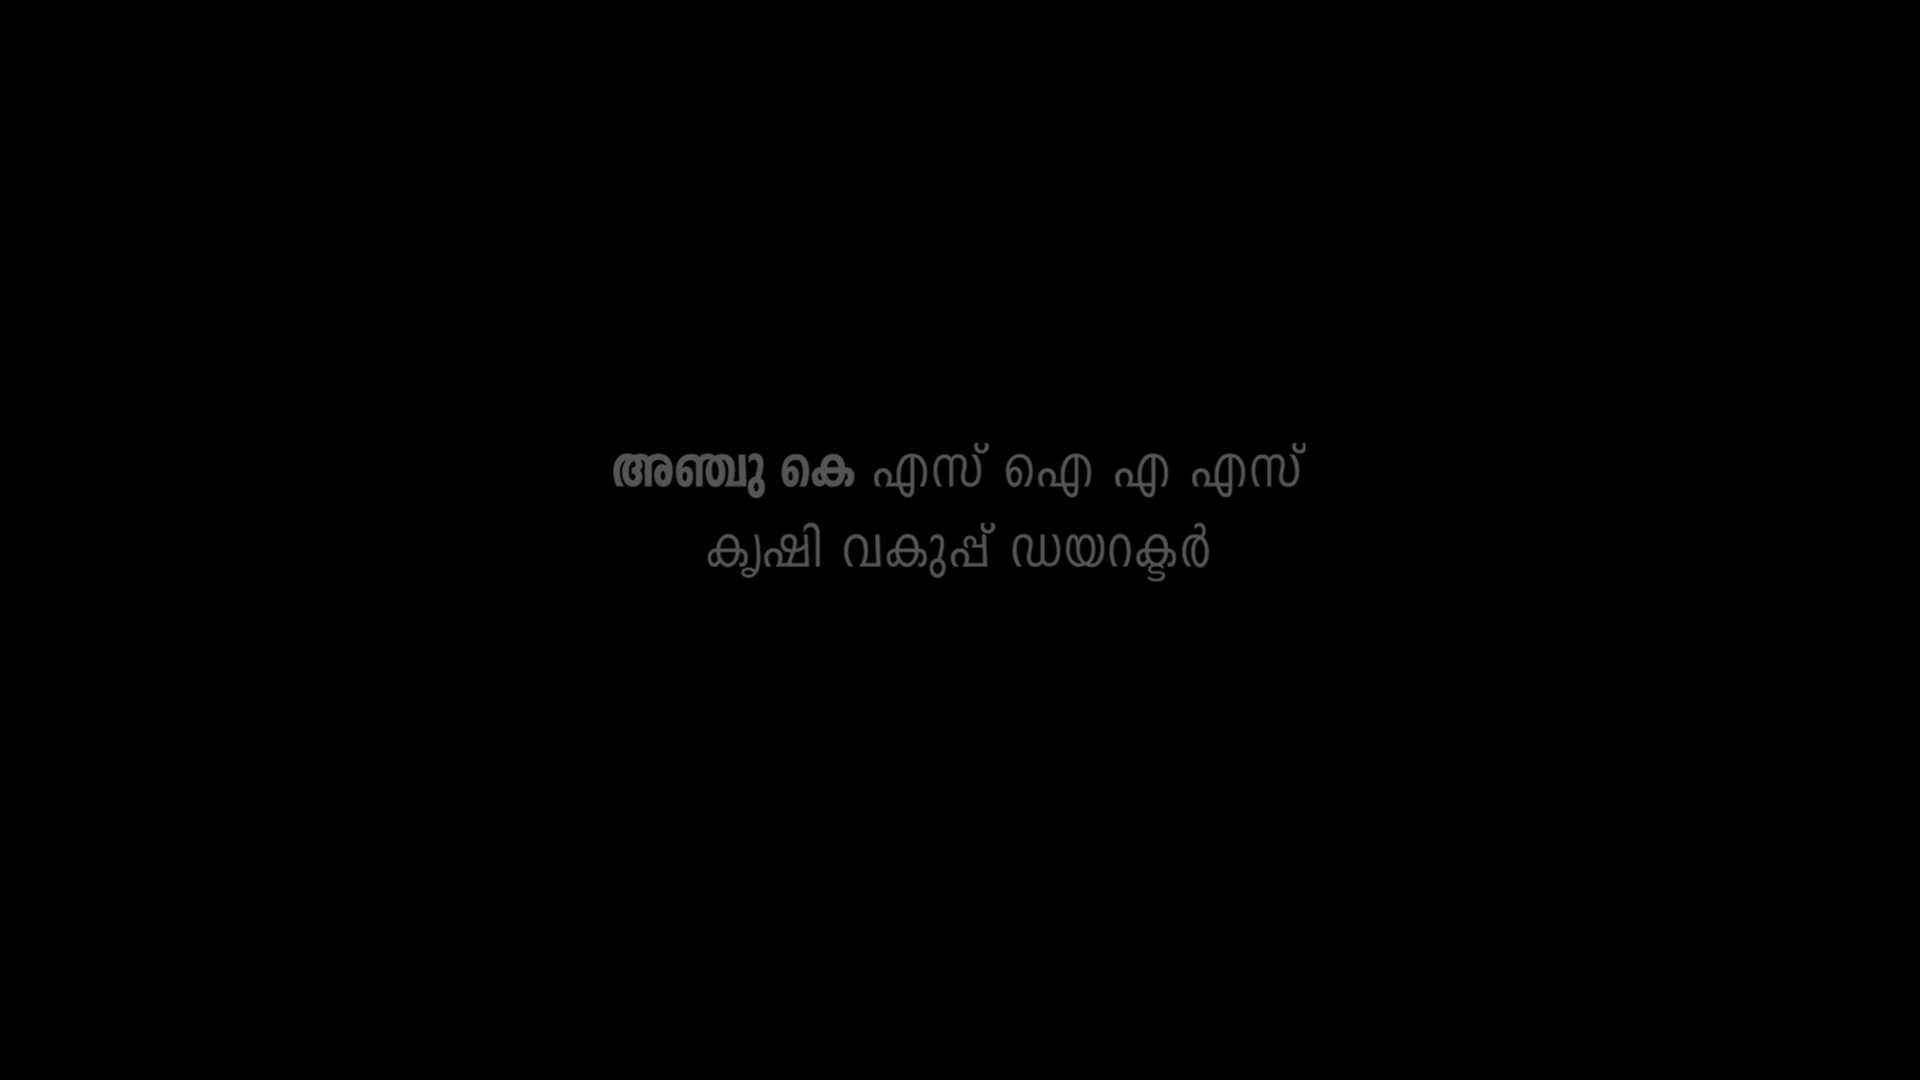 അഞ്ചു കെ എസ് ഐ എ എസ്
കൃഷി വകുപ്പ് ഡയറക്ടർ